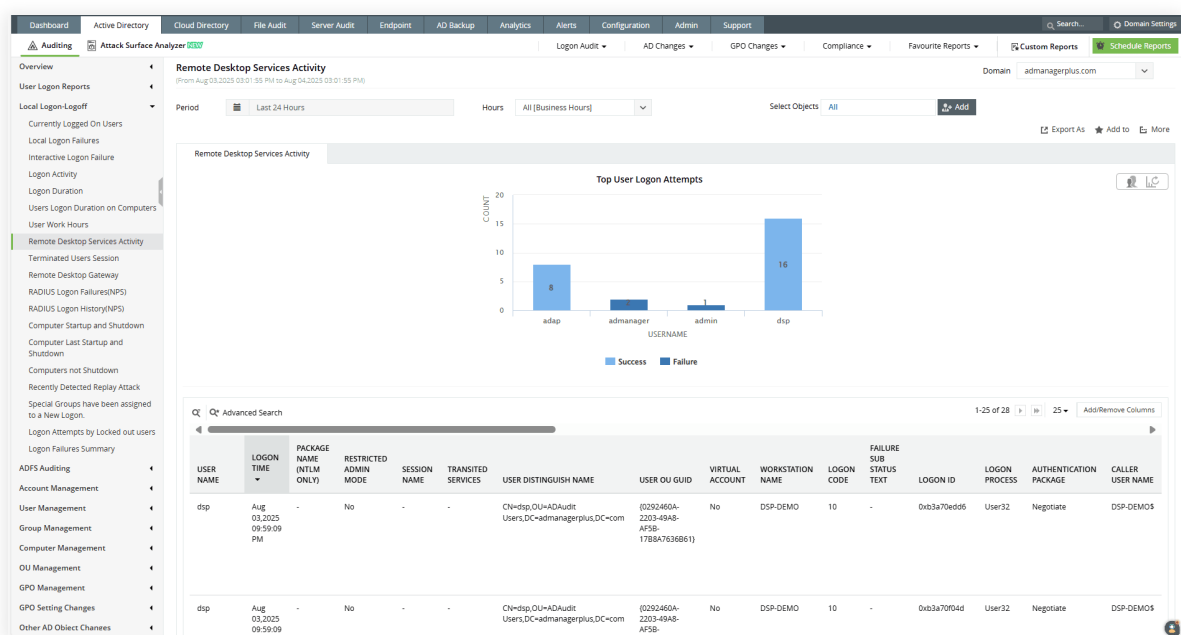 Dashboard Active Directory Cloud Directory File Audit Server Audit Endpoint AD Backup Analytics Alerts Configuration Admin Support Search... Domain Settings
Auditing Attack Surface Analyzer NEW Logon Audit AD Changes GPO Changes Compliance Favourite Reports Custom Reports Schedule Reports
Overview
User Logon Reports
Local Logon-Logoff
Currently Logged On Users
Local Logon Failures
Interactive Logon Failure
Logon Activity
Logon Duration
Users Logon Duration on Computers
User Work Hours
Remote Desktop Services Activity
Terminated Users Session
Remote Desktop Gateway
RADIUS Logon Failures(NPS)
RADIUS Logon History(NPS)
Computer Startup and Shutdown
Computer Last Startup and
Shutdown
Computers not Shutdown
Recently Detected Replay Attack
Special Groups have been assigned
to a New Logon.
Logon Attempts by Locked out users
Logon Failures Summary
ADFS Auditing
Account Management
User Management
Group Management
Computer Management
OU Management
GPO Management
GPO Setting Changes
Other AD Object Changes
Remote Desktop Services Activity
(From Aug 03,2025 03:01:55 PM to Aug 04,2025 03:01:55 PM)
Domain admanagerplus.com
Period Last 24 Hours Hours All [Business Hours] Select Objects All Add
Export As Add to More
Remote Desktop Services Activity
Top User Logon Attempts
COUNT
20
15
10
5
0
8
1
16
adap admanager admin dsp
USERNAME
Success Failure
Advanced Search 1-25 of 28 25 Add/Remove Columns
USER NAME LOGON TIME PACKAGE NAME (NTLM ONLY) RESTRICTED ADMIN MODE SESSION NAME TRANSITED SERVICES USER DISTINGUISH NAME USER OU GUID VIRTUAL ACCOUNT WORKSTATION NAME LOGON CODE FAILURE SUB STATUS TEXT LOGON ID LOGON PROCESS AUTHENTICATION PACKAGE CALLER USER NAME
dsp Aug - No - - CN=dsp,OU=ADAudit {0292460A- No DSP-DEMO 10 - 0xb3a70edd6 User32 Negotiate DSP-DEMO$
03,2025 Users,DC=admanagerplus,DC=com 2203-49A8-
09:59:09 AF5B-
PM 17B8A7636B61}
dsp Aug - No - - CN=dsp,OU=ADAudit {0292460A- No DSP-DEMO 10 - 0xb3a70f04d User32 Negotiate DSP-DEMO$
03,2025 Users,DC=admanagerplus,DC=com 2203-49A8-
09:59:09 AF5B-